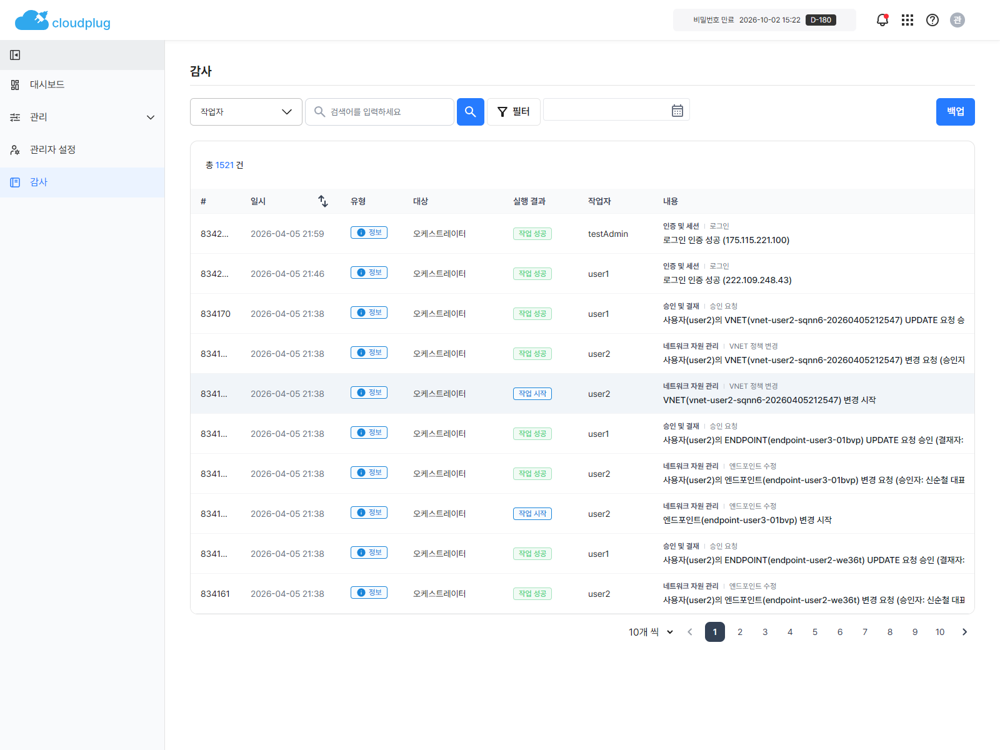 cloudplug
비밀번호 만료 2026-10-02 15:22 D-180
관
대시보드
관리
관리자 설정
감사
감사
작업자
검색어를 입력하세요
필터
백업
총 1521 건
# 일시 유형 대상 실행 결과 작업자 내용
8342... 2026-04-05 21:59 정보 오케스트레이터 작업 성공 testAdmin 인증 및 세션 | 로그인
로그인 인증 성공 (175.115.221.100)
8342... 2026-04-05 21:46 정보 오케스트레이터 작업 성공 user1 인증 및 세션 | 로그인
로그인 인증 성공 (222.109.248.43)
834170 2026-04-05 21:38 정보 오케스트레이터 작업 성공 user1 승인 및 결재 | 승인 요청
사용자(user2)의 VNET(vnet-user2-sqnn6-20260405212547) UPDATE 요청 승
8341... 2026-04-05 21:38 정보 오케스트레이터 작업 성공 user2 네트워크 자원 관리 | VNET 정책 변경
사용자(user2)의 VNET(vnet-user2-sqnn6-20260405212547) 변경 요청 (승인자
8341... 2026-04-05 21:38 정보 오케스트레이터 작업 시작 user2 네트워크 자원 관리 | VNET 정책 변경
VNET(vnet-user2-sqnn6-20260405212547) 변경 시작
8341... 2026-04-05 21:38 정보 오케스트레이터 작업 성공 user1 승인 및 결재 | 승인 요청
사용자(user2)의 ENDPOINT(endpoint-user3-01bvp) UPDATE 요청 승인 (결재자:
8341... 2026-04-05 21:38 정보 오케스트레이터 작업 성공 user2 네트워크 자원 관리 | 엔드포인트 수정
사용자(user2)의 엔드포인트(endpoint-user3-01bvp) 변경 요청 (승인자: 신순철 대표
8341... 2026-04-05 21:38 정보 오케스트레이터 작업 시작 user2 네트워크 자원 관리 | 엔드포인트 수정
엔드포인트(endpoint-user3-01bvp) 변경 시작
8341... 2026-04-05 21:38 정보 오케스트레이터 작업 성공 user1 승인 및 결재 | 승인 요청
사용자(user2)의 ENDPOINT(endpoint-user2-we36t) UPDATE 요청 승인 (결재자:
834161 2026-04-05 21:38 정보 오케스트레이터 작업 성공 user2 네트워크 자원 관리 | 엔드포인트 수정
사용자(user2)의 엔드포인트(endpoint-user2-we36t) 변경 요청 (승인자: 신순철 대표
10개 씩 1 2 3 4 5 6 7 8 9 10